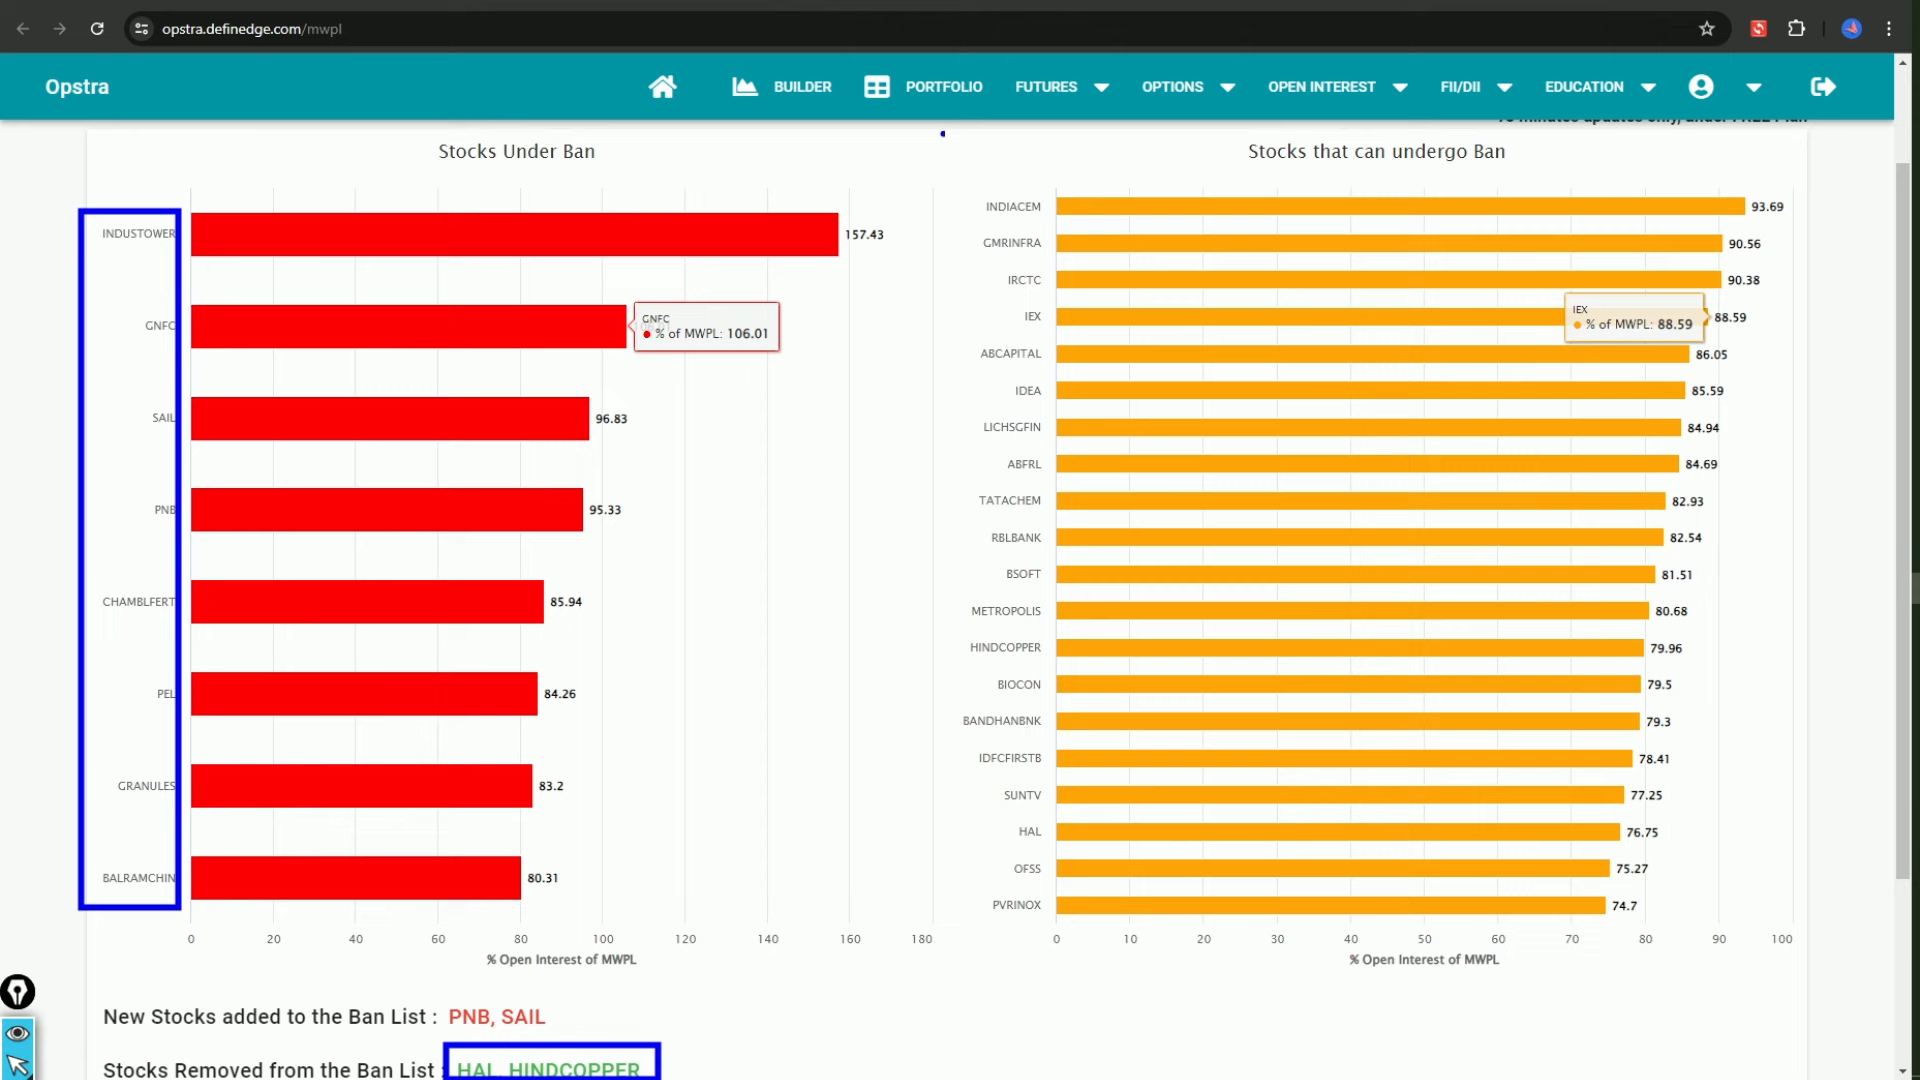 opstra.definedge.com/mwpl
Opstra
BUILDER
PORTFOLIO
FUTURES
OPTIONS
OPEN INTEREST
FII/DII
EDUCATION
Stocks Under Ban
INDUSTOWER
157.43
GNFC
GNFC
% of MWPL: 106.01
SAIL
96.83
PNB
95.33
CHAMBLFERT
85.94
PEL
84.26
GRANULES
83.2
BALRAMCHIN
80.31
0 20 40 60 80 100 120 140 160 180
% Open Interest of MWPL
Stocks that can undergo Ban
INDIACEM
93.69
GMRINFRA
90.56
IRCTC
90.38
IEX
IEX
% of MWPL: 88.59
88.59
ABCAPITAL
86.05
IDEA
85.59
LICHSGFIN
84.94
ABFRL
84.69
TATACHEM
82.93
RBLBANK
82.54
BSOFT
81.51
METROPOLIS
80.68
HINDCOPPER
79.96
BIOCON
79.5
BANDHANBNK
79.3
IDFCFIRSTB
78.41
SUNTV
77.25
HAL
76.75
OFSS
75.27
PVRINOX
74.7
0 10 20 30 40 50 60 70 80 90 100
% Open Interest of MWPL
New Stocks added to the Ban List : PNB, SAIL
Stocks Removed from the Ban List : HAL, HINDCOPPER